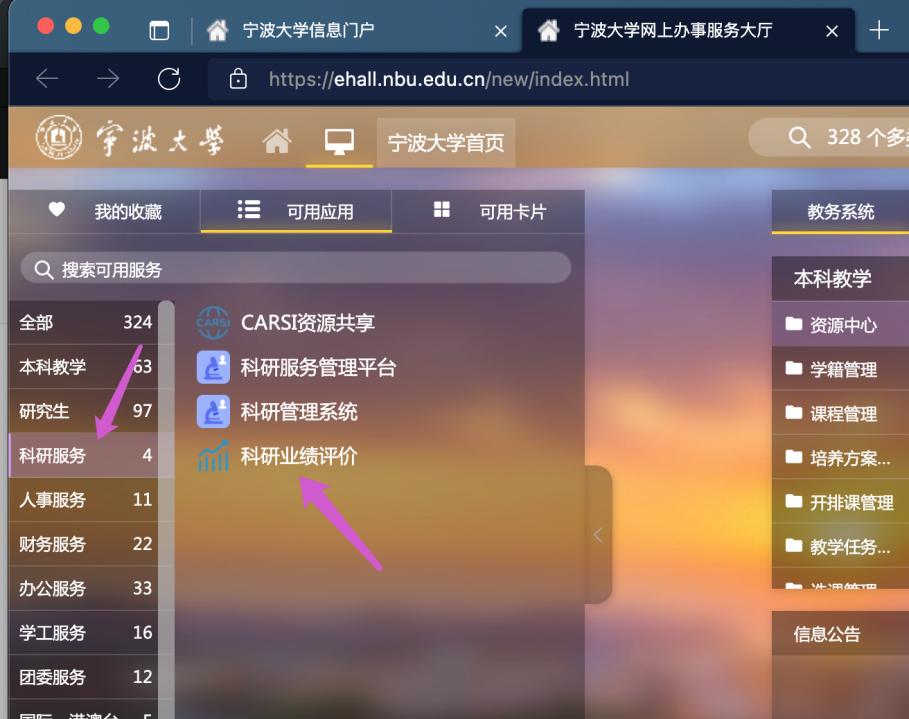 宁波大学信息门户
宁波大学网上办事服务大厅
https://ehall.nbu.edu.cn/new/index.html
宁波大学
宁波大学首页
328 个多
我的收藏
可用应用
可用卡片
教务系统
搜索可用服务
全部 324
本科教学 63
研究生 97
科研服务 4
人事服务 11
财务服务 22
办公服务 33
学工服务 16
团委服务 12
CARSI
CARSI资源共享
科研服务管理平台
科研管理系统
科研业绩评价
本科教学
资源中心
学籍管理
课程管理
培养方案...
开排课管理
教学任务...
选课管理
信息公告